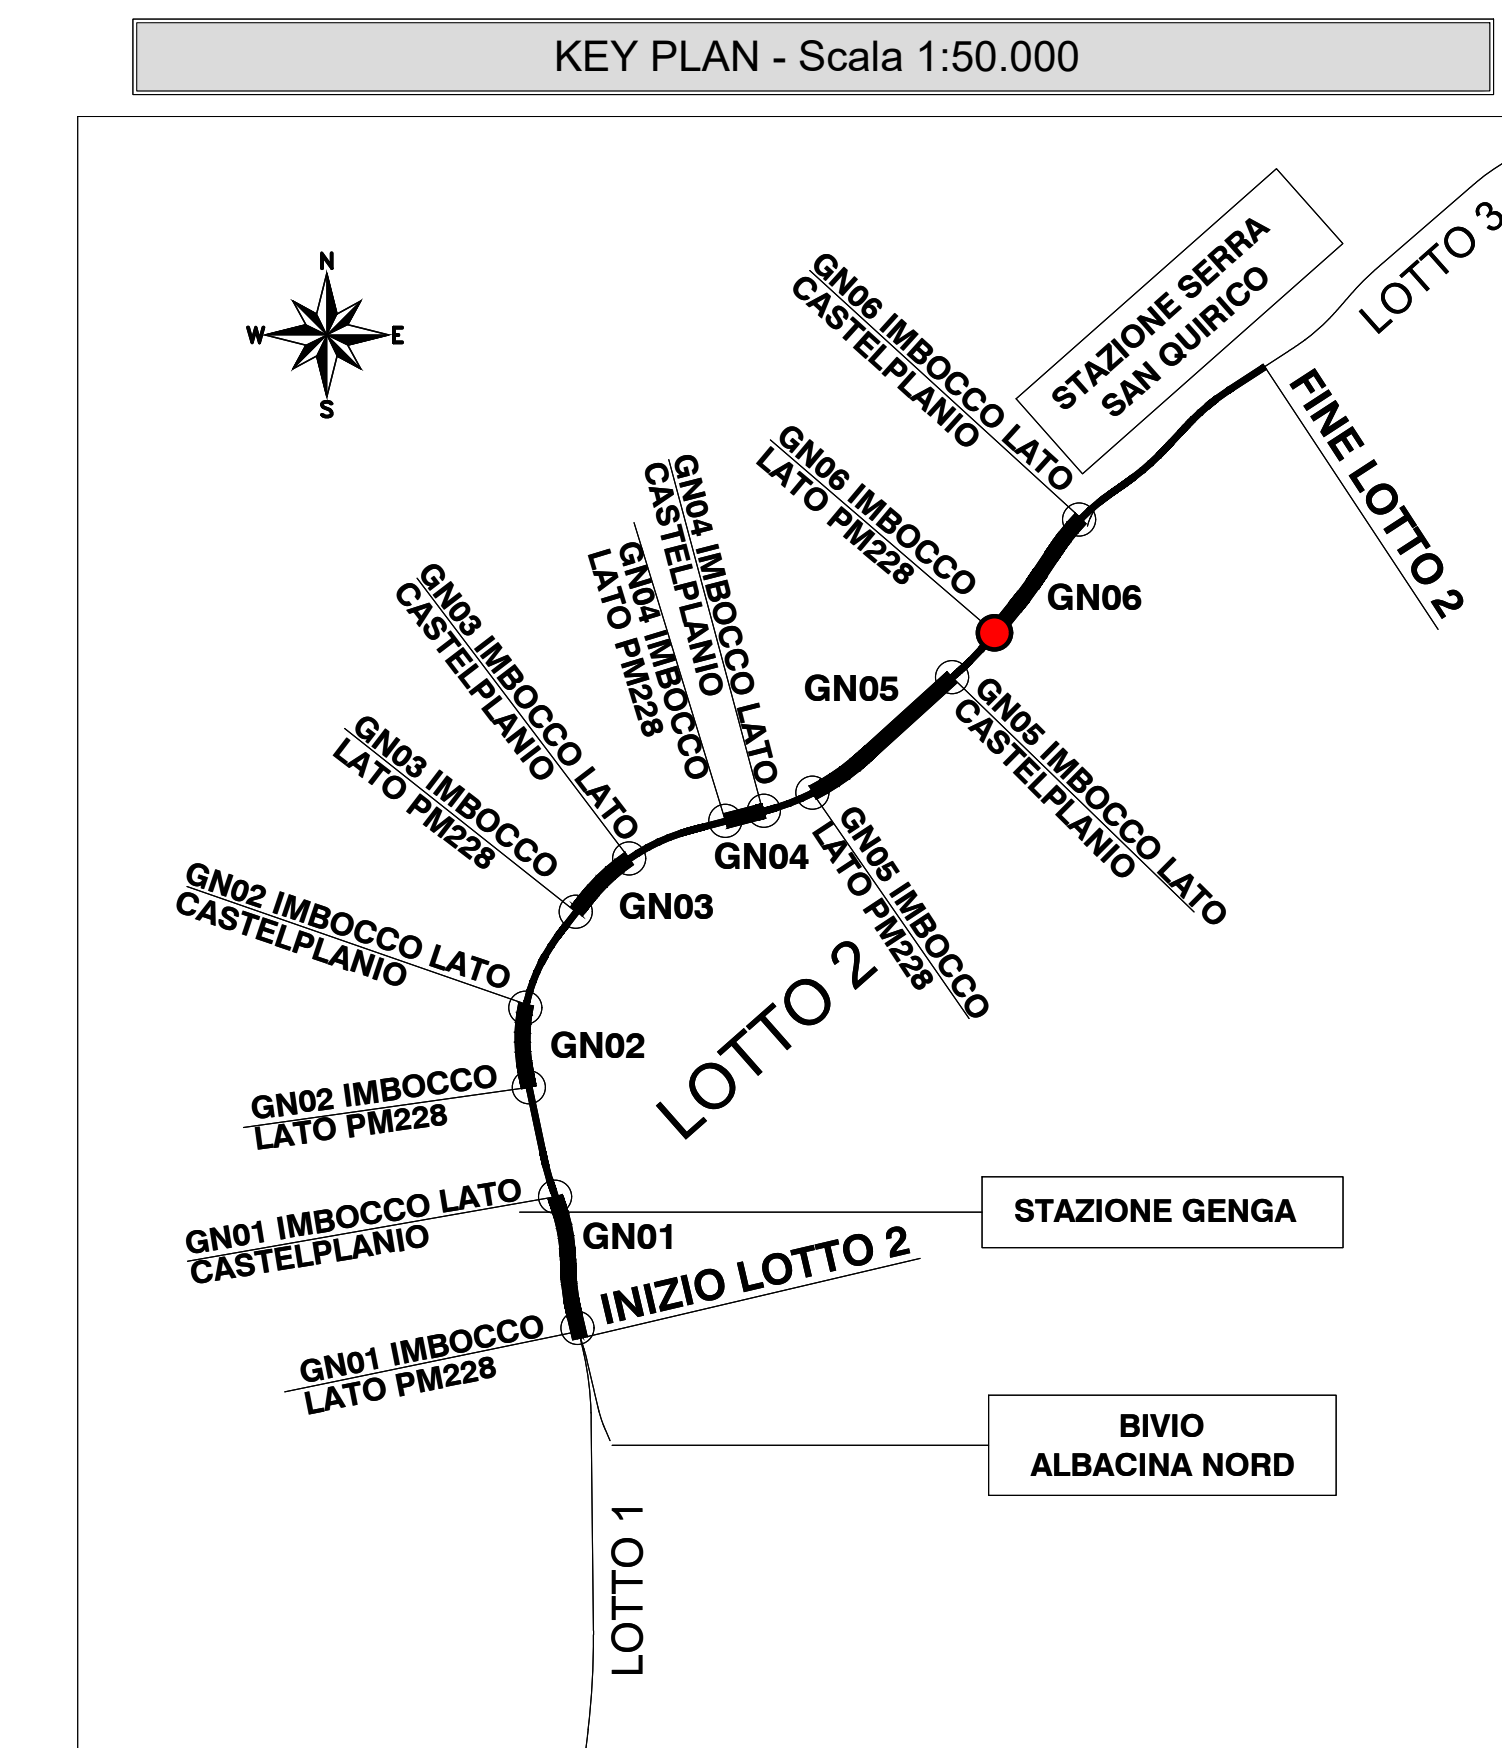 KEY PLAN - Scala 1:50.000
N
W
E
S
LOTTO 3
STAZIONE SERRA
SAN QUIRICO
GN06 IMBOCCO LATO
CASTELPLANIO
FINE LOTTO 2
GN06 IMBOCCO
LATO PM228
GN06
GN04 IMBOCCO LATO
CASTELPLANIO
GN04 IMBOCCO
LATO PM228
GN05
GN05 IMBOCCO LATO
CASTELPLANIO
GN03 IMBOCCO LATO
CASTELPLANIO
GN03 IMBOCCO
LATO PM228
GN04
GN05 IMBOCCO
LATO PM228
GN03
GN02 IMBOCCO LATO
CASTELPLANIO
LOTTO 2
GN02
GN02 IMBOCCO
LATO PM228
GN01 IMBOCCO LATO
CASTELPLANIO
STAZIONE GENGA
GN01
INIZIO LOTTO 2
GN01 IMBOCCO
LATO PM228
BIVIO
ALBACINA NORD
LOTTO 1